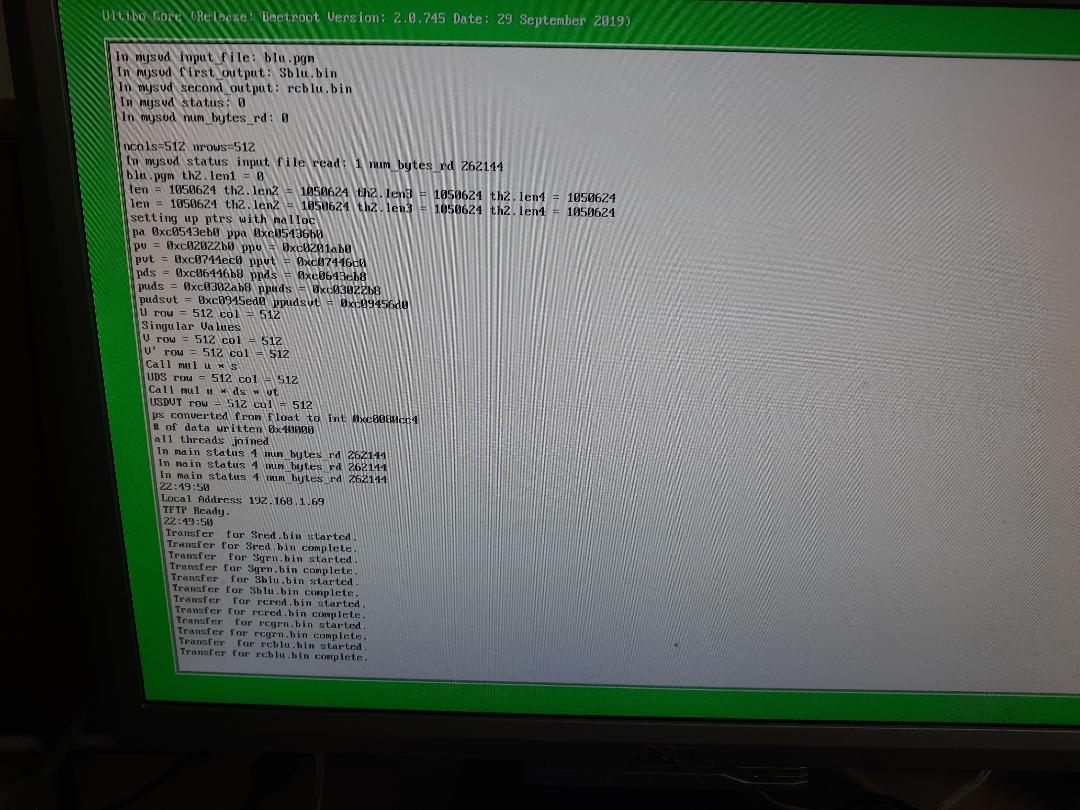 Ultibo Core (Release: Beetroot Version: 2.0.745 Date: 29 September 2019)
In mysvd input_file: blu.pgm
In mysvd first_output: Sblu.bin
In mysvd second_output: rcblu.bin
In mysvd status: 0
In mysvd num_bytes_rd: 0
ncols=512 nrows=512
In mysvd status input file read: 1 num_bytes_rd 262144
blu.pgm th2.len1 = 0
len = 1050624 th2.len2 = 1050624 th2.len3 = 1050624 th2.len4 = 1050624
len = 1050624 th2.len2 = 1050624 th2.len3 = 1050624 th2.len4 = 1050624
setting up ptrs with malloc
pa 0xc0543eb0 ppa 0xc05436b0
pv = 0xc02022b0 ppv = 0xc0201ab0
pvt = 0xc0744ec0 ppvt = 0xc07446c0
pds = 0xc06446b8 ppds = 0xc0643eb8
puds = 0xc0302ab8 ppuds = 0xc03022b8
pudsvt = 0xc0945ed0 ppudsvt = 0xc09456d0
U row = 512 col = 512
Singular Values
V row = 512 col = 512
V' row = 512 col = 512
Call mul u * s
UDS row = 512 col = 512
Call mul u * ds * vt
USDVT row = 512 col = 512
ps converted from float to int 0xc0080cc4
# of data written 0x40000
all threads joined
In main status 4 num_bytes_rd 262144
In main status 4 num_bytes_rd 262144
In main status 4 num_bytes_rd 262144
22:49:50
Local Address 192.168.1.69
TFTP Ready.
22:49:50
Transfer  for Sred.bin started.
Transfer for Sred.bin complete.
Transfer  for Sgrn.bin started.
Transfer for Sgrn.bin complete.
Transfer  for Sblu.bin started.
Transfer for Sblu.bin complete.
Transfer  for rcred.bin started.
Transfer for rcred.bin complete.
Transfer  for rcgrn.bin started.
Transfer for rcgrn.bin complete.
Transfer  for rcblu.bin started.
Transfer for rcblu.bin complete.
acer